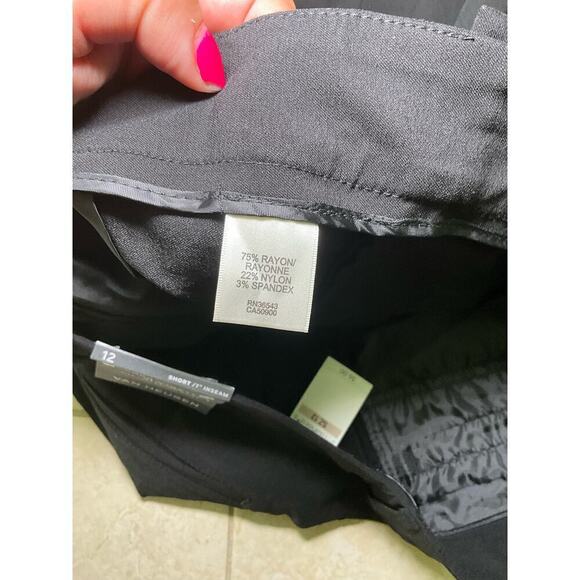 75% RAYON/
RAYONNE
22% NYLON
3% SPANDEX
RN36543
CA50900
12
SHORT/7" INSEAM